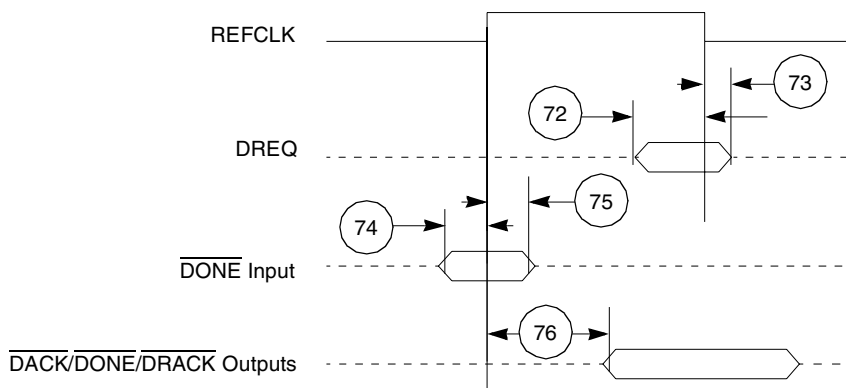 REFCLK
73
72
DREQ
75
74
DONE Input
76
DACK/DONE/DRACK Outputs